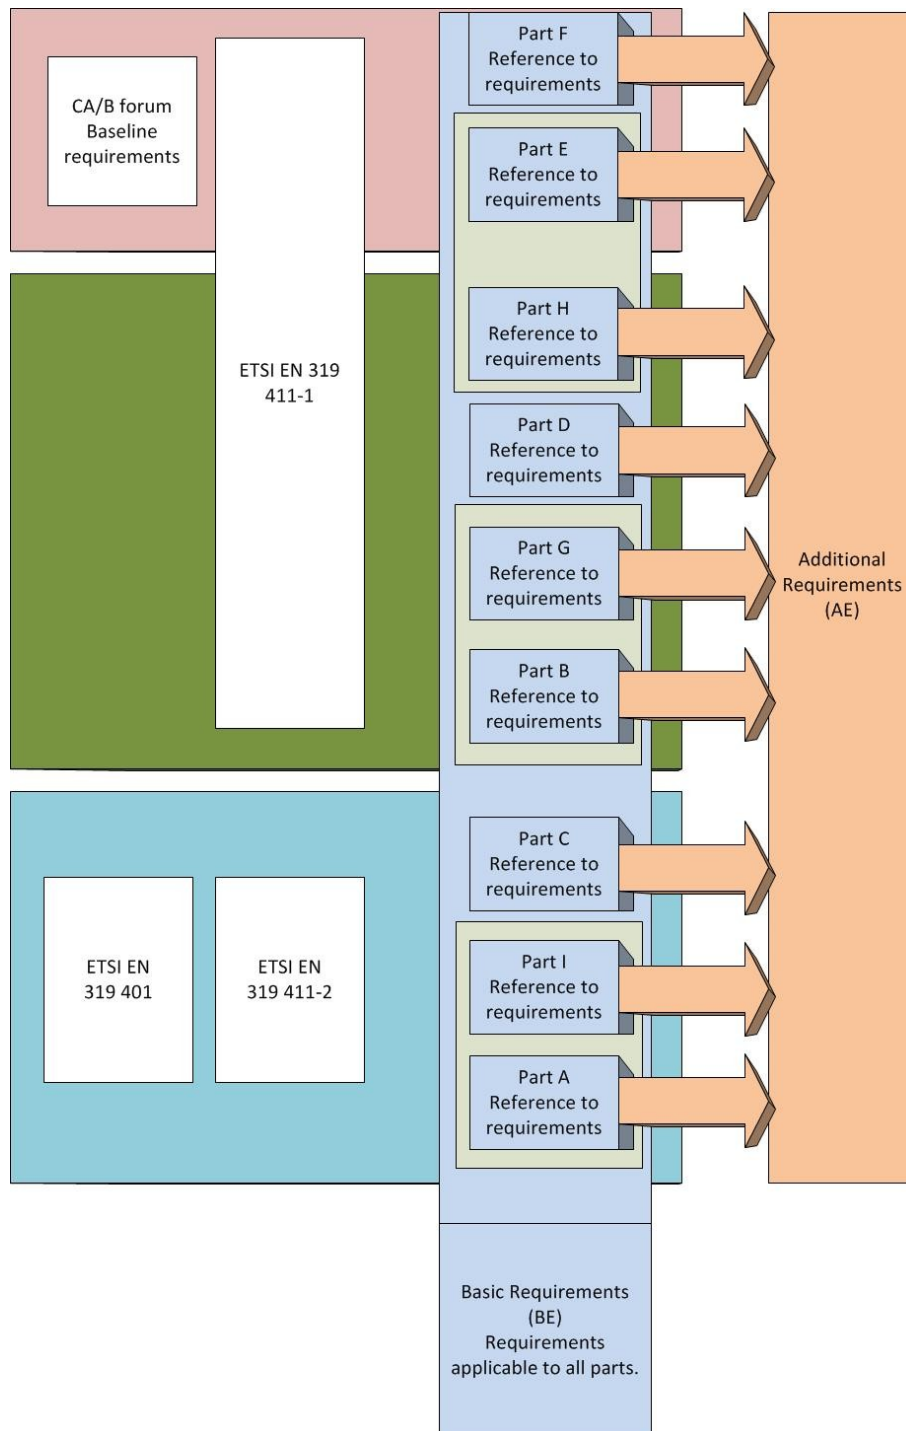 CA/B forum
Baseline
requirements
ETSI EN 319
411-1
ETSI EN
319 401
ETSI EN
319 411-2
Part F
Reference to
requirements
Part E
Reference to
requirements
Part H
Reference to
requirements
Part D
Reference to
requirements
Part G
Reference to
requirements
Part B
Reference to
requirements
Part C
Reference to
requirements
Part I
Reference to
requirements
Part A
Reference to
requirements
Basic Requirements
(BE)
Requirements
applicable to all parts.
Additional
Requirements
(AE)